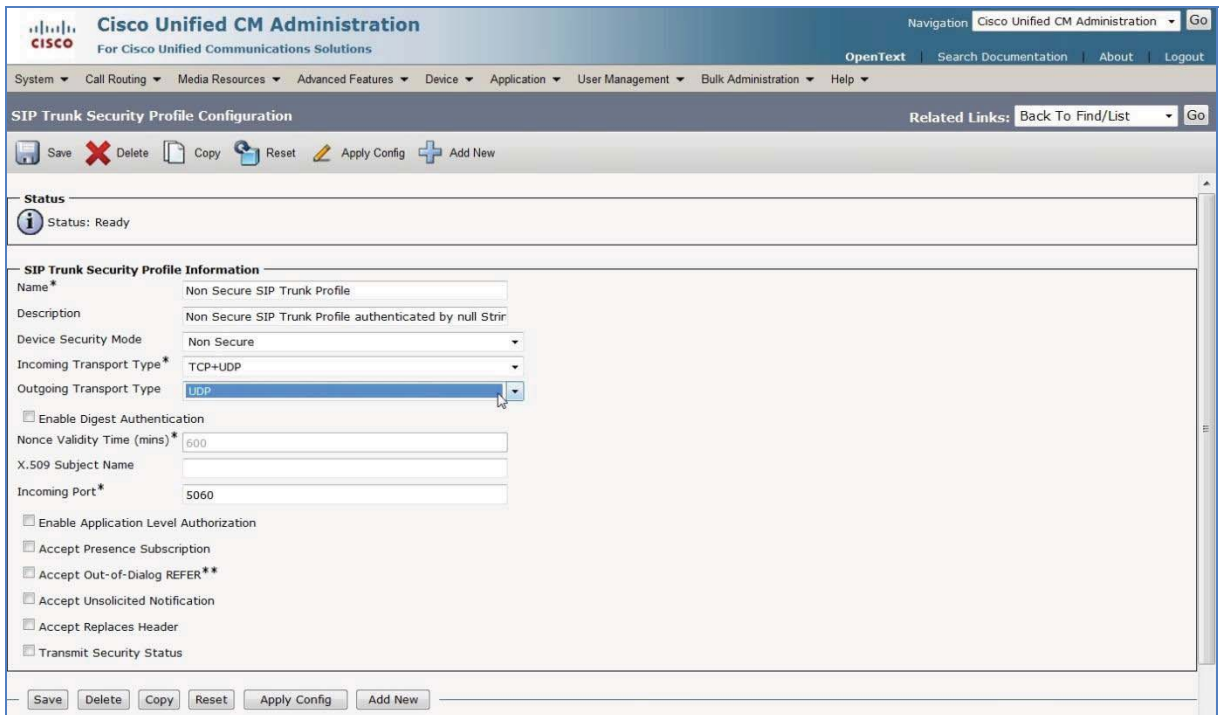 Cisco Unified CM Administration
Navigation Cisco Unified CM Administration Go
CISCO
For Cisco Unified Communications Solutions
OpenText Search Documentation About Logout
System Call Routing Media Resources Advanced Features Device Application User Management Bulk Administration Help
SIP Trunk Security Profile Configuration Related Links: Back To Find/List Go
Save Delete Copy Reset Apply Config Add New
Status
i Status: Ready
SIP Trunk Security Profile Information
Name* Non Secure SIP Trunk Profile
Description Non Secure SIP Trunk Profile authenticated by null Strin
Device Security Mode Non Secure
Incoming Transport Type* TCP+UDP
Outgoing Transport Type UDP
Enable Digest Authentication
Nonce Validity Time (mins)* 600
X.509 Subject Name
Incoming Port* 5060
Enable Application Level Authorization
Accept Presence Subscription
Accept Out-of-Dialog REFER**
Accept Unsolicited Notification
Accept Replaces Header
Transmit Security Status
Save Delete Copy Reset Apply Config Add New